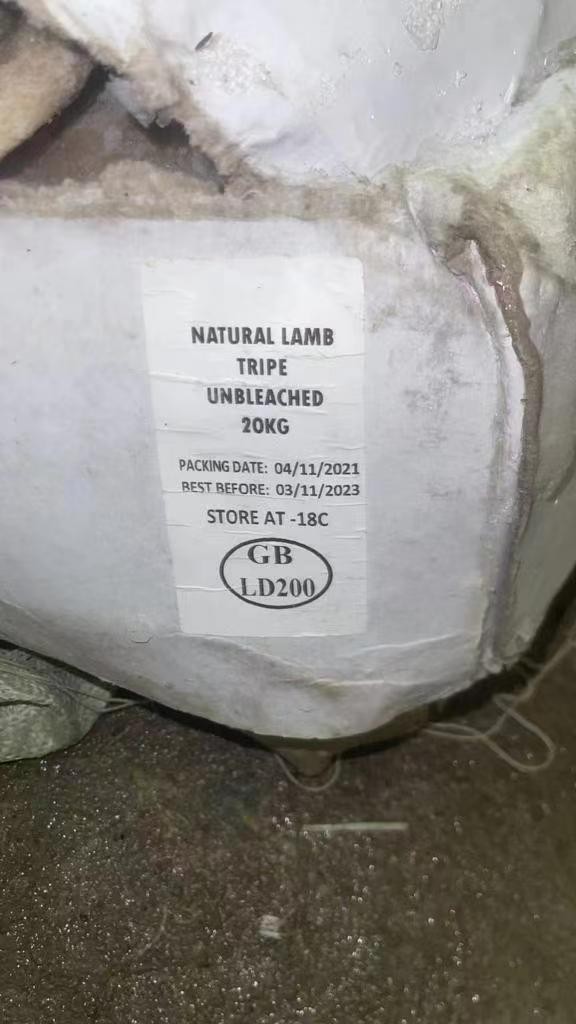 NATURAL LAMB
TRIPE
UNBLEACHED
20KG
PACKING DATE: 04/11/2021
BEST BEFORE: 03/11/2023
STORE AT -18C
GB
LD200